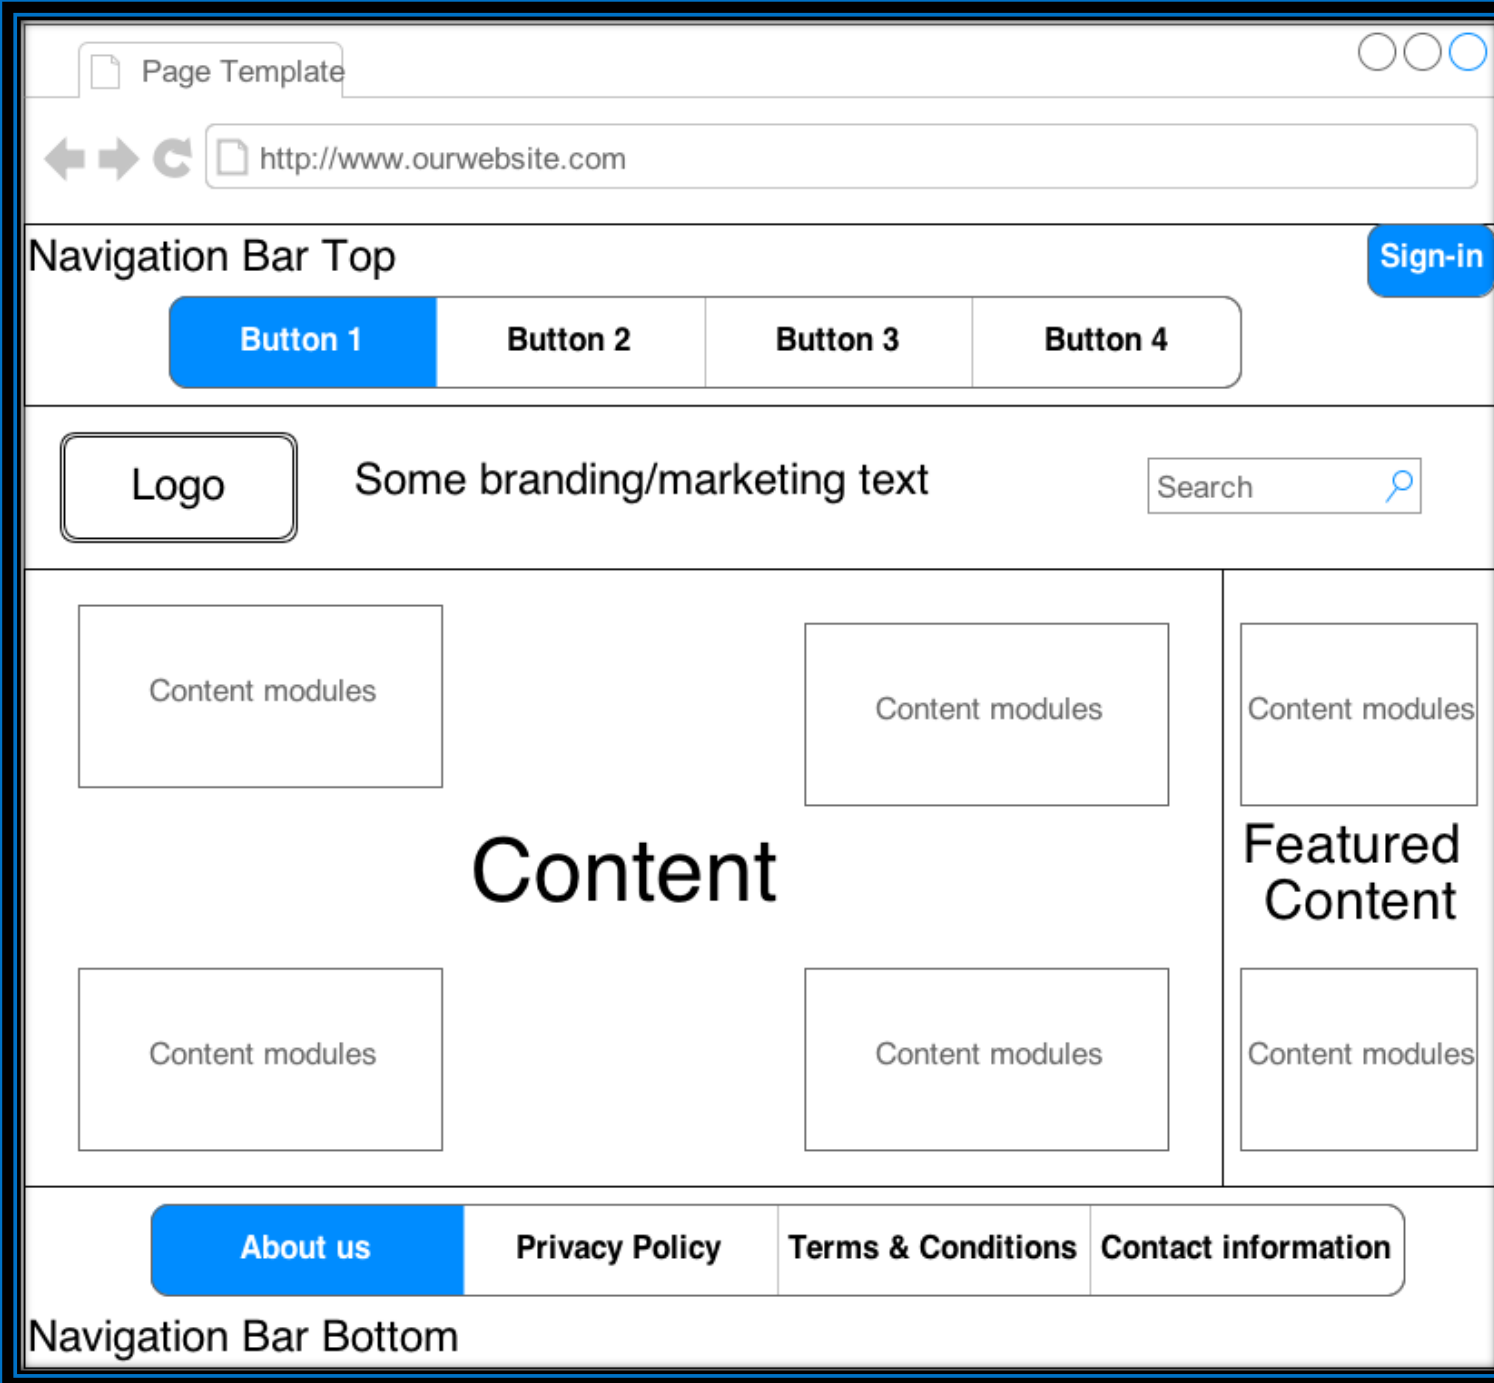 Page Template
http://www.ourwebsite.com
Navigation Bar Top
Sign-in
Button 1
Button 2
Button 3
Button 4
Logo
Some branding/marketing text
Search
Content modules
Content modules
Content modules
Content
Featured
Content
Content modules
Content modules
Content modules
About us
Privacy Policy
Terms & Conditions
Contact information
Navigation Bar Bottom